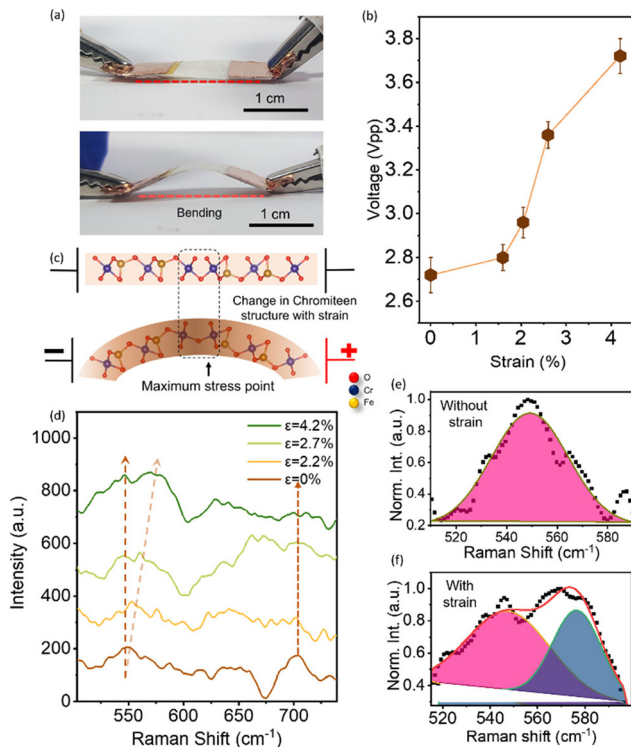 (a)
1 cm
Bending
1 cm
(b)
Voltage (Vpp)
3.8
3.6
3.4
3.2
3.0
2.8
2.6
0
1
2
3
4
Strain (%)
(c)
Change in Chromiteen
structure with strain
Maximum stress point
−
+
O
Cr
Fe
(d)
ε=4.2%
ε=2.7%
ε=2.2%
ε=0%
Intensity (a.u.)
1000
800
600
400
200
0
550
600
650
700
Raman Shift (cm⁻¹)
(e)
Without
strain
Norm. Int. (a.u.)
1.0
0.8
0.6
0.4
0.2
520
540
560
580
Raman Shift (cm⁻¹)
(f)
With
strain
Norm. Int. (a.u.)
1.0
0.8
0.6
0.4
520
540
560
580
Raman Shift (cm⁻¹)